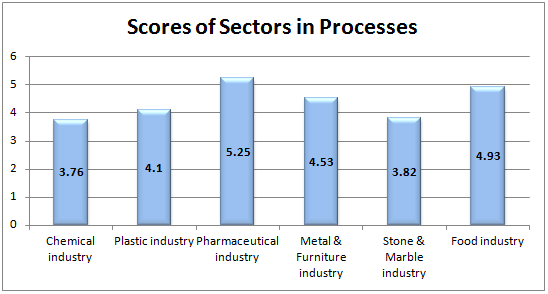 Scores of Sectors in Processes
6
5
4
3
2
1
0
3.76
4.1
5.25
4.53
3.82
4.93
Chemical
industry
Plastic industry
Pharmaceutical
industry
Metal &
Furniture
industry
Stone &
Marble
industry
Food industry